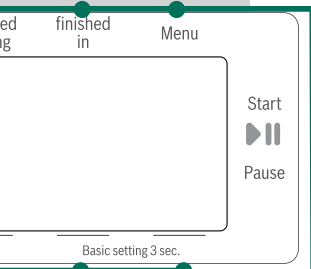 finished
in
Menu
Start
Pause
Basic setting 3 sec.